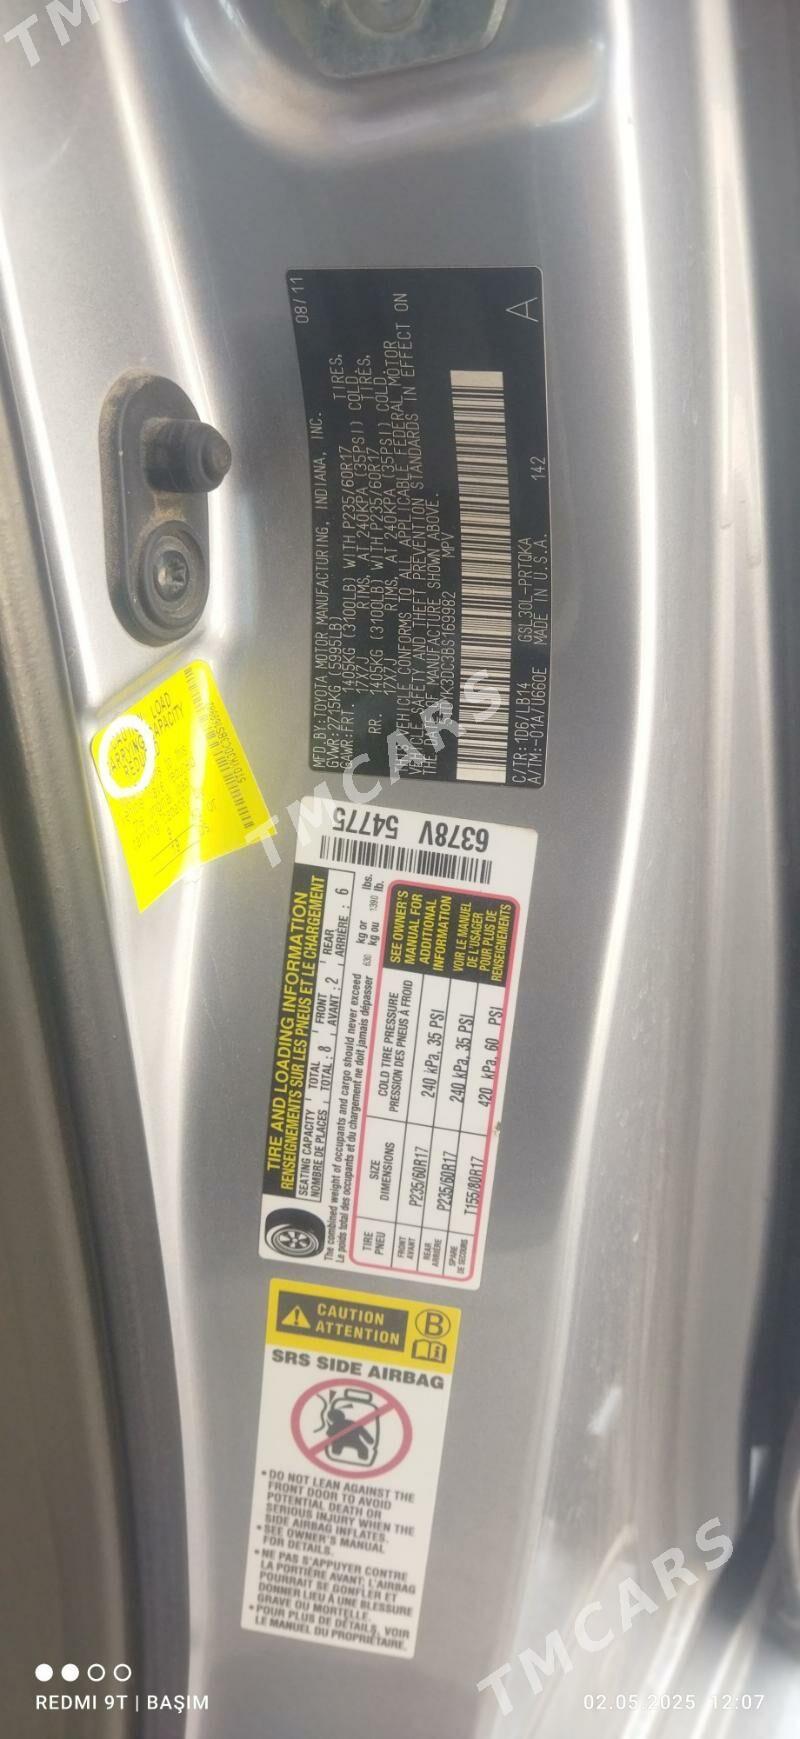 MFD.BY:TOYOTA MOTOR MANUFACTURING, INDIANA, INC. 08/11
GVWR:2715KG (5995LB)
GAWR:FRT. 1405KG (3100LB) WITH P235/60R17 TIRES,
17X7J RIMS, AT 240KPA (35PSI) COLD.
RR. 1405KG (3100LB) WITH P235/60R17 TIRES,
17X7J RIMS, AT 240KPA (35PSI) COLD.
THIS VEHICLE CONFORMS TO ALL APPLICABLE FEDERAL MOTOR
VEHICLE SAFETY AND THEFT PREVENTION STANDARDS IN EFFECT ON
THE DATE OF MANUFACTURE SHOWN ABOVE.
MPV
C/TR:1D6/LB14 GSL30L-PRTQKA
A/TM:-01A/U660E MADE IN U.S.A. 142
A
LOAD
CARRYING CAPACITY
REDUCED
6378V 54775
TIRE AND LOADING INFORMATION
RENSEIGNEMENTS SUR LES PNEUS ET LE CHARGEMENT
SEATING CAPACITY TOTAL FRONT REAR
NOMBRE DE PLACES TOTAL : 8 AVANT : 2 ARRIÈRE : 6
The combined weight of occupants and cargo should never exceed 630 kg or 1390 lbs.
Le poids total des occupants et du chargement ne doit jamais dépasser kg ou lb.
TIRE SIZE COLD TIRE PRESSURE
PNEU DIMENSIONS PRESSION DES PNEUS À FROID
FRONT
AVANT P235/60R17 240 kPa, 35 PSI
REAR
ARRIÈRE P235/60R17 240 kPa, 35 PSI
SPARE
DE SECOURS T155/80R17 420 kPa, 60 PSI
SEE OWNER'S
MANUAL FOR
ADDITIONAL
INFORMATION
VOIR LE MANUEL
DE L'USAGER
POUR PLUS DE
RENSEIGNEMENTS
CAUTION
ATTENTION
B
SRS SIDE AIRBAG
•DO NOT LEAN AGAINST THE
FRONT DOOR TO AVOID
POTENTIAL DEATH OR
SERIOUS INJURY WHEN THE
SIDE AIRBAG INFLATES.
•SEE OWNER'S MANUAL
FOR DETAILS.
•NE PAS S'APPUYER CONTRE
LA PORTIÈRE AVANT; L'AIRBAG
POURRAIT SE GONFLER ET
DONNER LIEU À UNE BLESSURE
GRAVE OU MORTELLE.
•POUR PLUS DE DÉTAILS, VOIR
LE MANUEL DU PROPRIÉTAIRE.
TMCARS
TMCARS
REDMI 9T | BAŞIM
02.05.2025 12:07